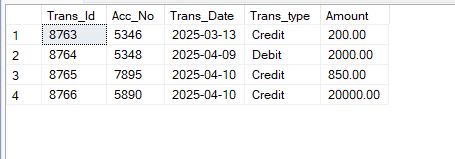 Trans_Id Acc_No Trans_Date Trans_type Amount
1 8763 5346 2025-03-13 Credit 200.00
2 8764 5348 2025-04-09 Debit 2000.00
3 8765 7895 2025-04-10 Credit 850.00
4 8766 5890 2025-04-10 Credit 20000.00